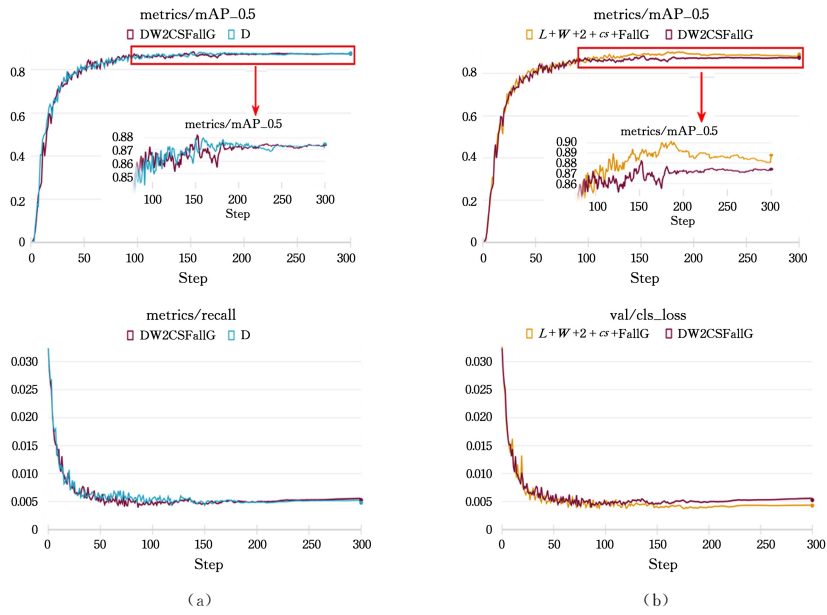 metrics/mAP_0.5
DW2CSFallG D
0.8
0.6
0.4
0.2
0
metrics/mAP_0.5
0.88
0.87
0.86
0.85
100 150 200 250 300
Step
0 50 100 150 200 250 300
Step
metrics/mAP_0.5
L+W+2+cs+FallG DW2CSFallG
0.8
0.6
0.4
0.2
0
metrics/mAP_0.5
0.90
0.89
0.88
0.87
0.86
100 150 200 250 300
Step
0 50 100 150 200 250 300
Step
metrics/recall
DW2CSFallG D
0.030
0.025
0.020
0.015
0.010
0.005
0
0 50 100 150 200 250 300
Step
(a)
val/cls_loss
L+W+2+cs+FallG DW2CSFallG
0.030
0.025
0.020
0.015
0.010
0.005
0
0 50 100 150 200 250 300
Step
(b)